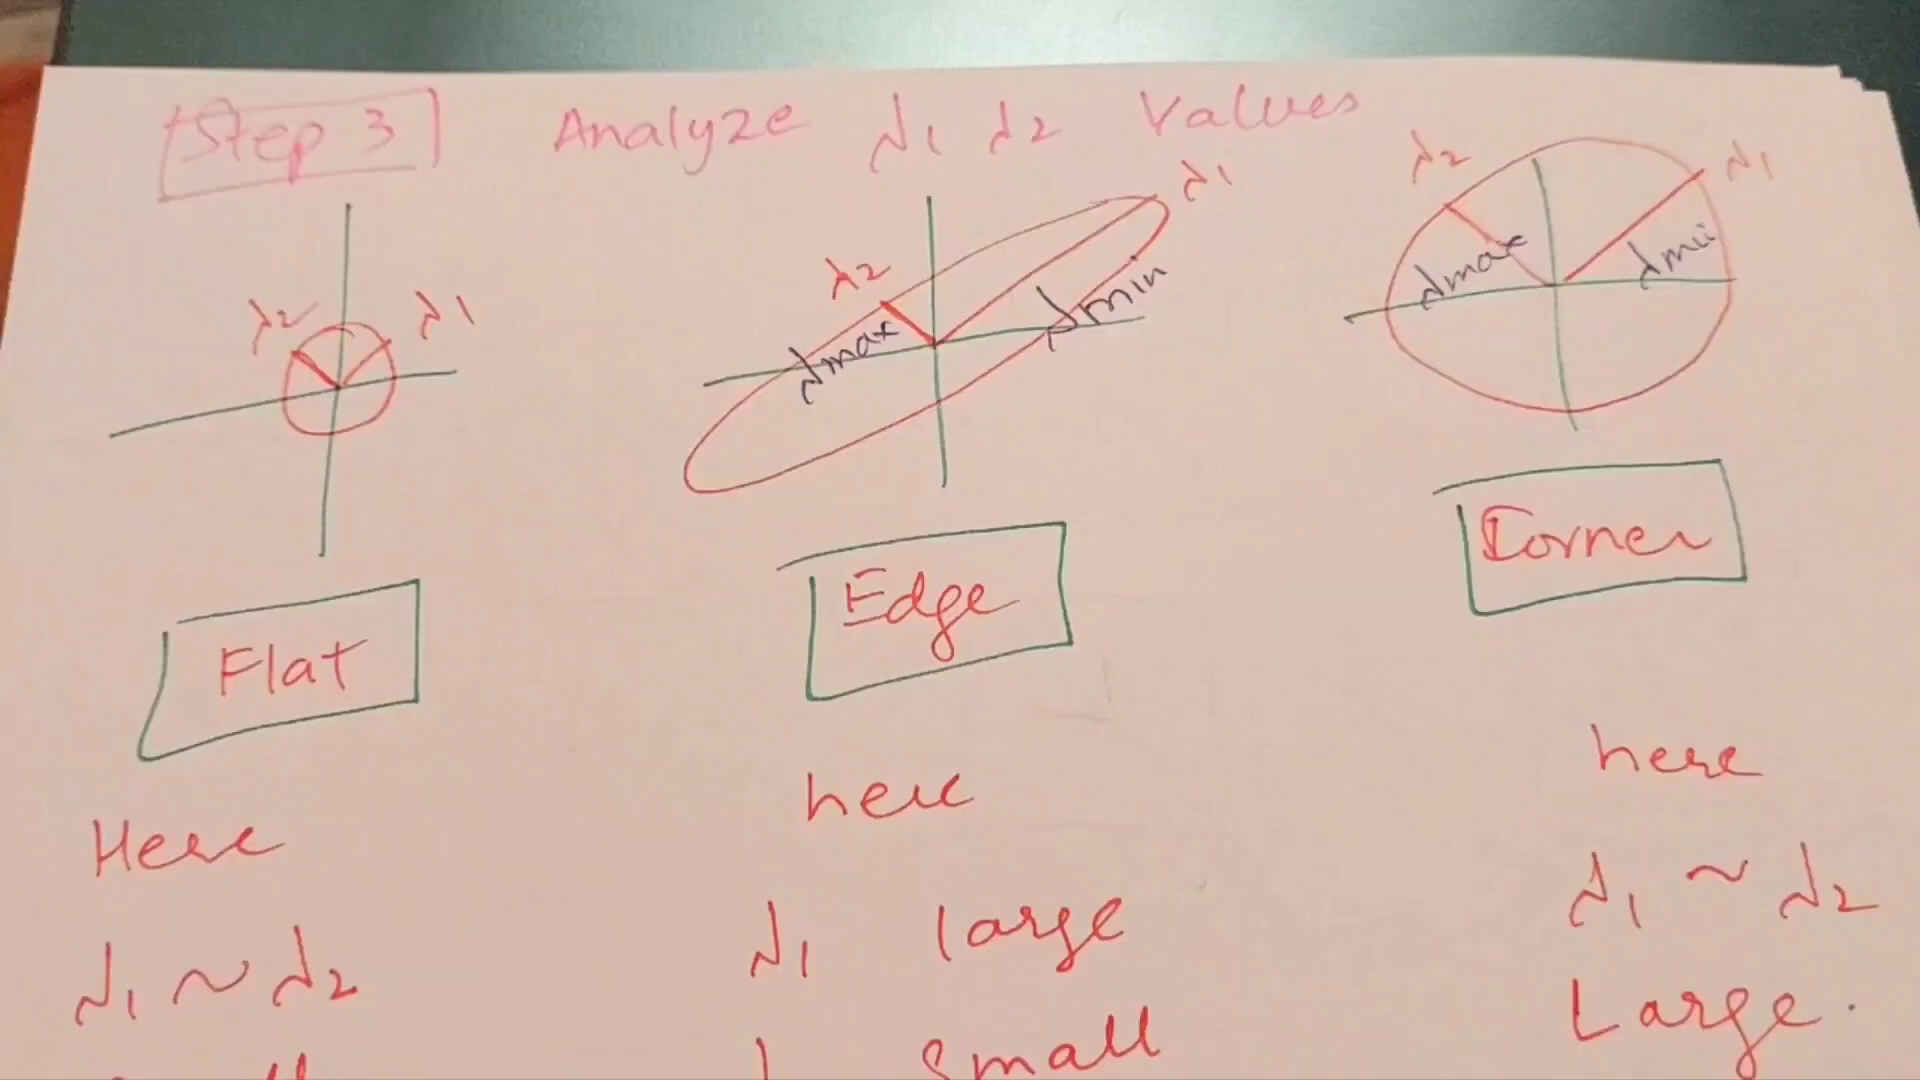 Step 3 Analyze λ1 λ2 Values
λ2 λ1
λ2 λ1
λmax λmin
λ2 λ1
λmax
Flat
Edge
Corner
Here
λ1 ~ λ2
here
λ1 large
small
here
λ1 ~ λ2
Large.